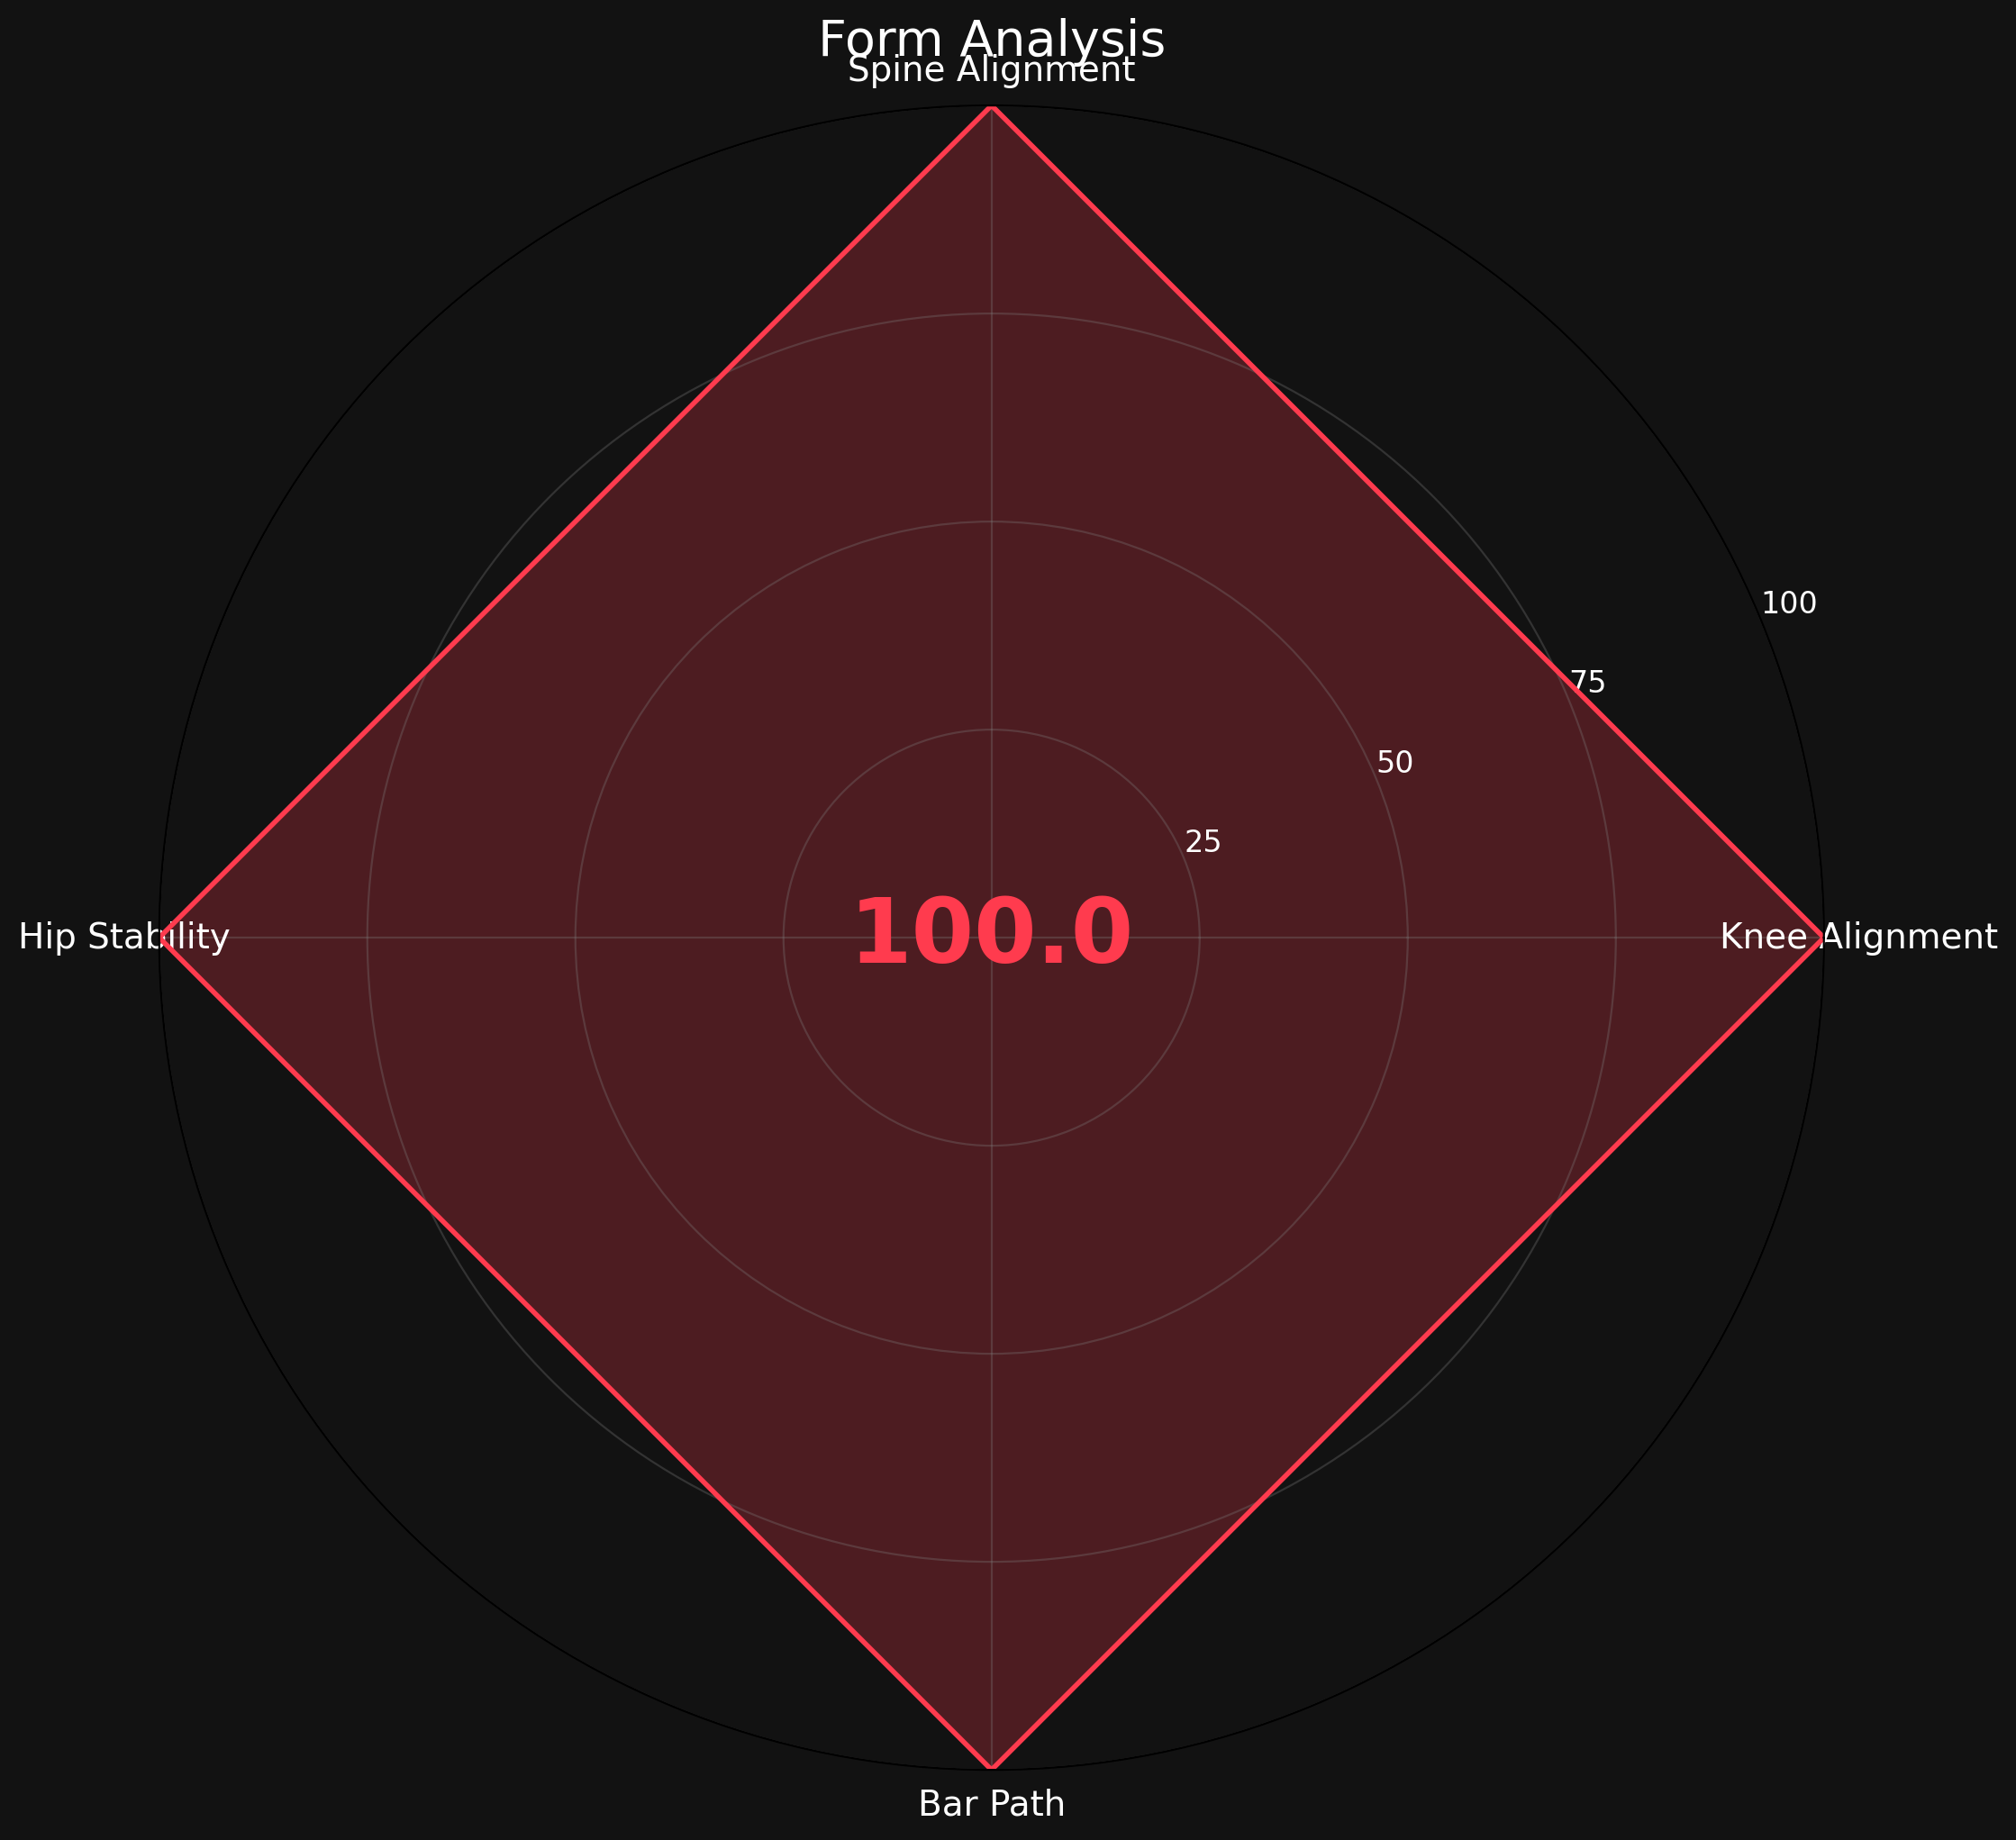 Form Analysis
Spine Alignment
100
75
50
25
100.0
Hip Stability
Knee Alignment
Bar Path